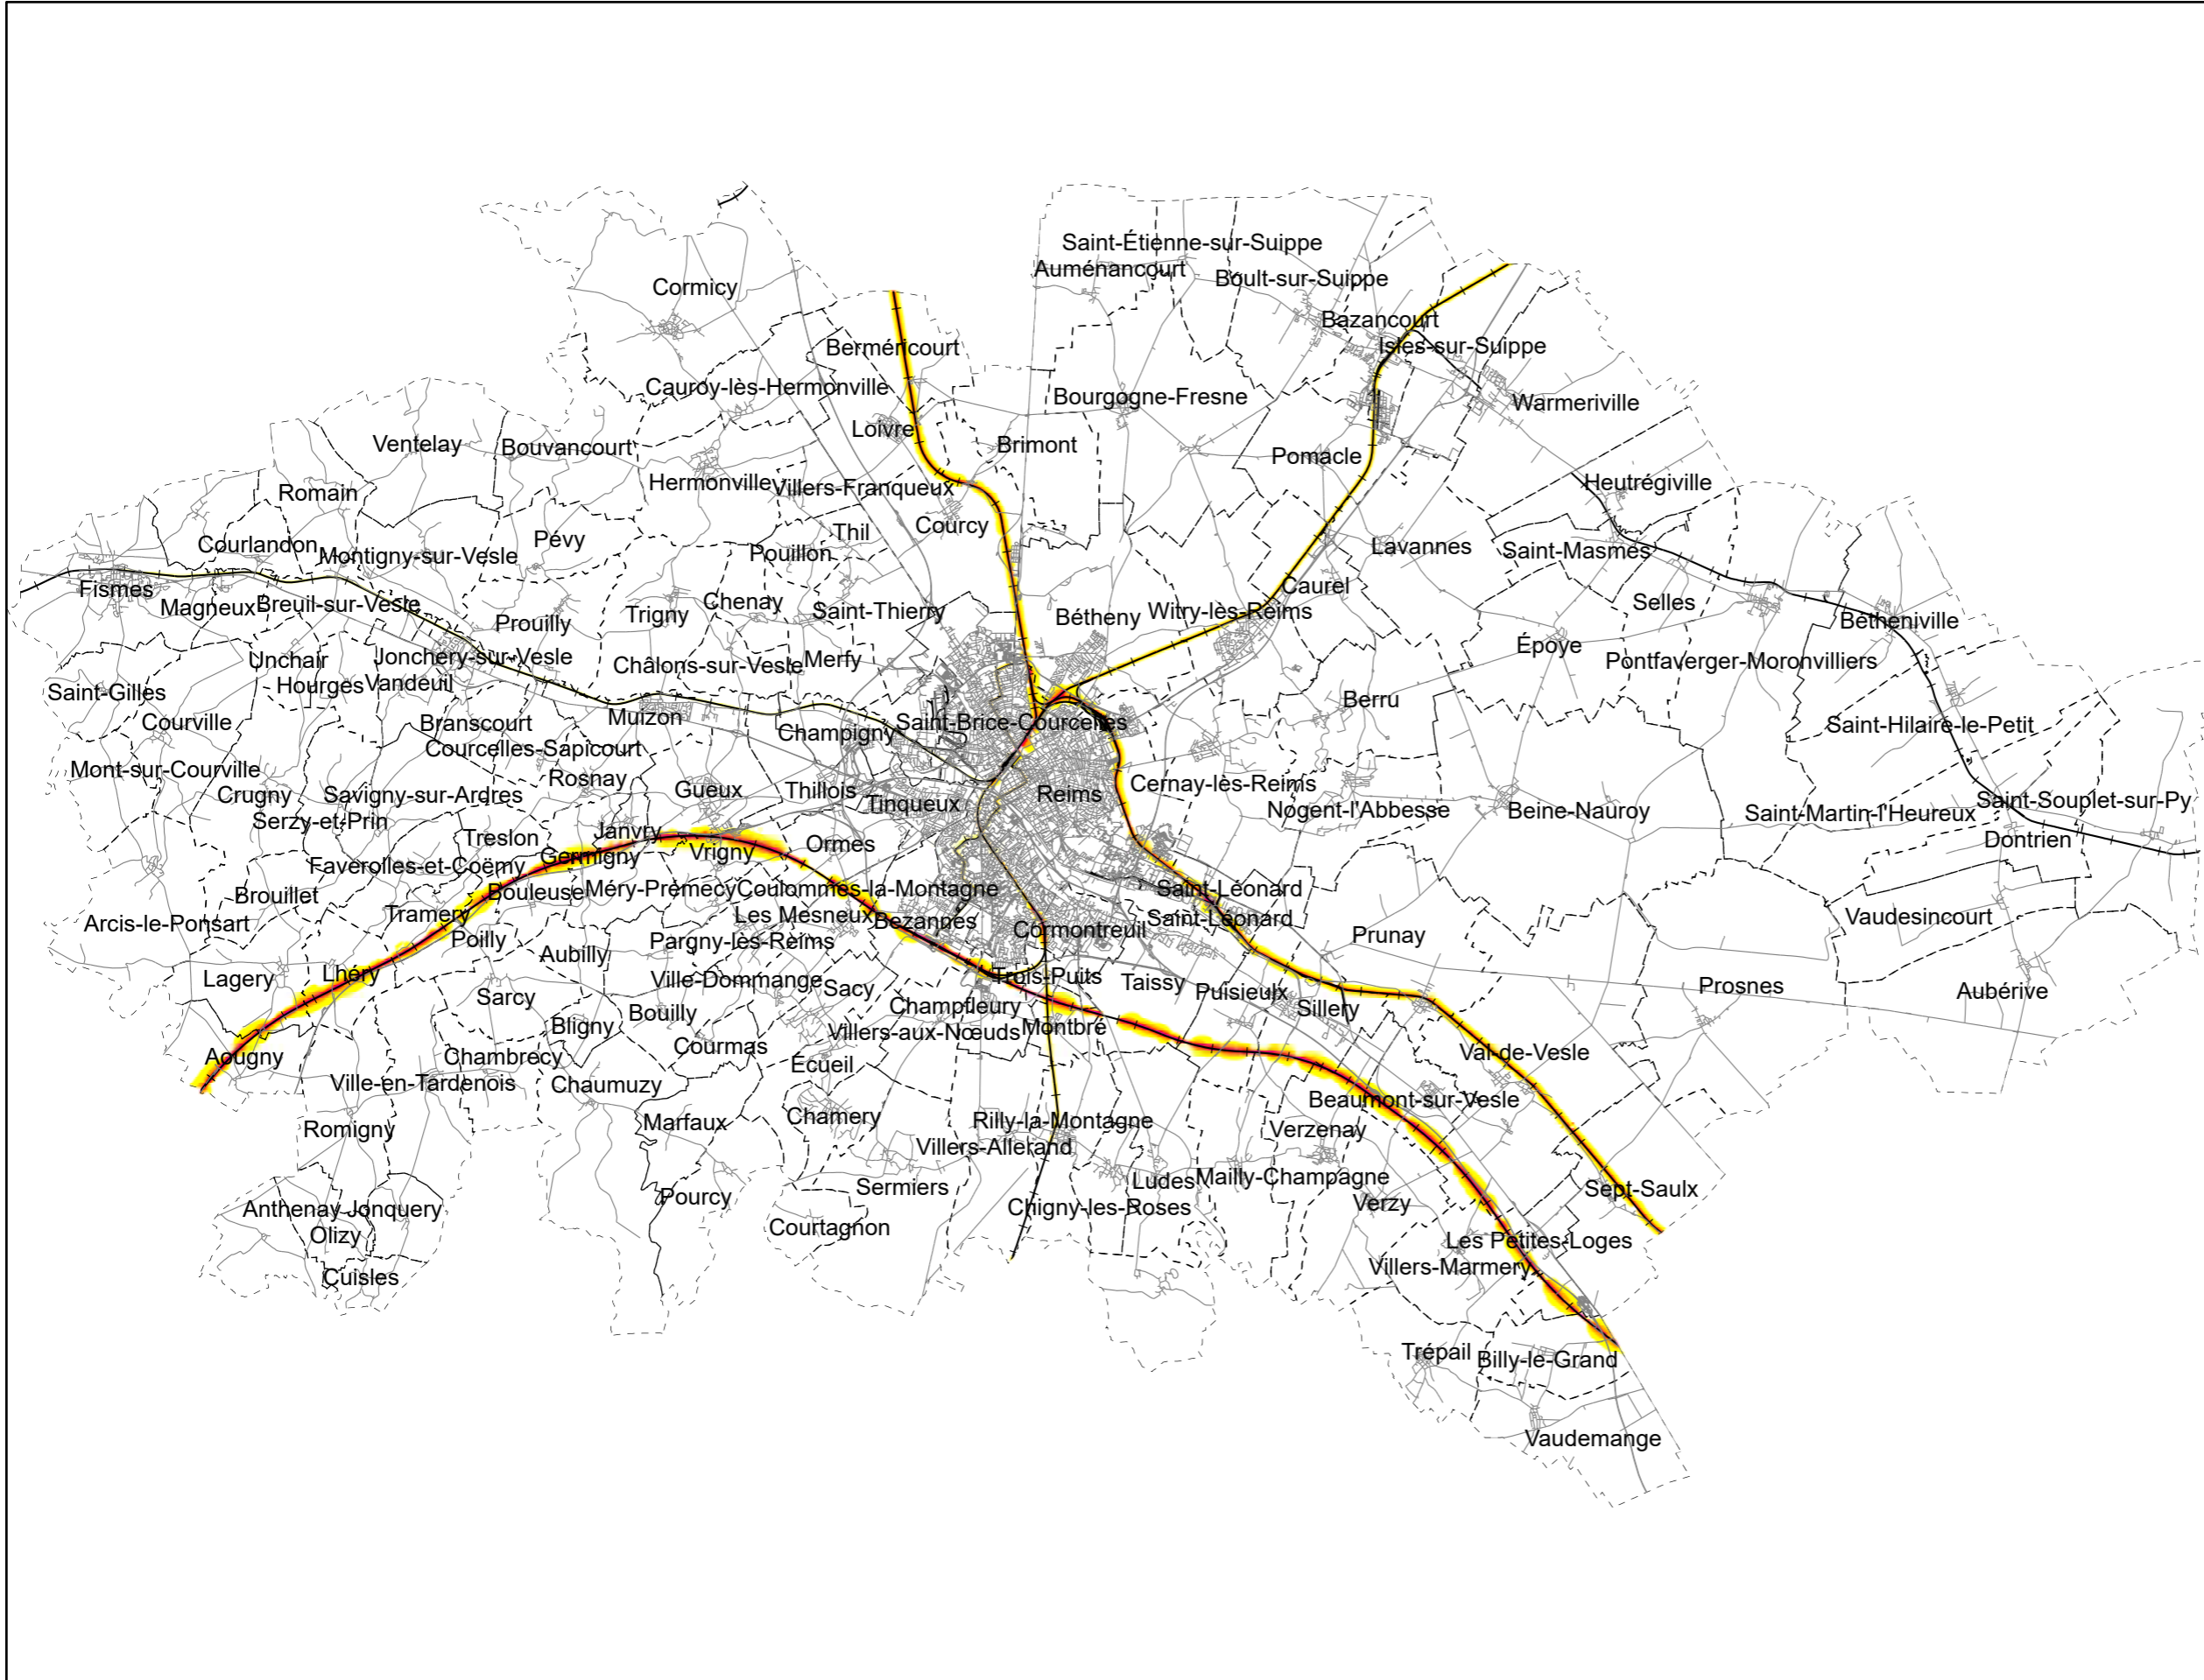 Saint-Étienne-sur-Suippe
Auménancourt
Boult-sur-Suippe
Cormicy
Bazancourt
Isles-sur-Suippe
Berméricourt
Cauroy-lès-Hermonville
Bourgogne-Fresne
Warmeriville
Loivre
Ventelay
Bouvancourt
Brimont
Pomacle
Hermonville
Villers-Franqueux
Heutrégiville
Romain
Courcy
Thil
Pévy
Courlandon
Montigny-sur-Vesle
Pouillon
Lavannes
Saint-Masmes
Fismes
Magneux
Breuil-sur-Vesle
Caurel
Selles
Chenay
Trigny
Saint-Thierry
Bétheny
Witry-lès-Reims
Prouilly
Bétheniville
Époye
Unchair
Jonchery-sur-Vesle
Châlons-sur-Vesle
Merfy
Pontfaverger-Moronvilliers
Hourges
Vandeuil
Saint-Gilles
Berru
Courville
Branscourt
Muizon
Saint-Brice-Courcelles
Champigny
Saint-Hilaire-le-Petit
Courcelles-Sapicourt
Mont-sur-Courville
Rosnay
Cernay-lès-Reims
Crugny
Savigny-sur-Ardres
Gueux
Thillois
Tinqueux
Reims
Saint-Souplet-sur-Py
Nogent-l'Abbesse
Beine-Nauroy
Saint-Martin-l'Heureux
Serzy-et-Prin
Treslon
Janvry
Dontrien
Ormes
Germigny
Vrigny
Faverolles-et-Coëmy
Brouillet
Bouleuse
Méry-Prémecy
Coulommes-la-Montagne
Saint-Léonard
Tramery
Les Mesneux
Bezannes
Saint-Léonard
Vaudesincourt
Arcis-le-Ponsart
Cormontreuil
Poilly
Pargny-lès-Reims
Prunay
Aubilly
Lagery
Lhéry
Ville-Dommange
Sacy
Trois-Puits
Taissy
Puisieulx
Prosnes
Aubérive
Sarcy
Champfleury
Sillery
Bouilly
Bligny
Villers-aux-Nœuds
Montbré
Courmas
Aougny
Chambrecy
Val-de-Vesle
Écueil
Ville-en-Tardenois
Chaumuzy
Beaumont-sur-Vesle
Chamery
Marfaux
Rilly-la-Montagne
Romigny
Verzenay
Villers-Allerand
Ludes
Mailly-Champagne
Sermiers
Sept-Saulx
Pourcy
Verzy
Anthenay
Jonquery
Chigny-les-Roses
Courtagnon
Olizy
Les Petites-Loges
Villers-Marmery
Cuisles
Trépail
Billy-le-Grand
Vaudemange